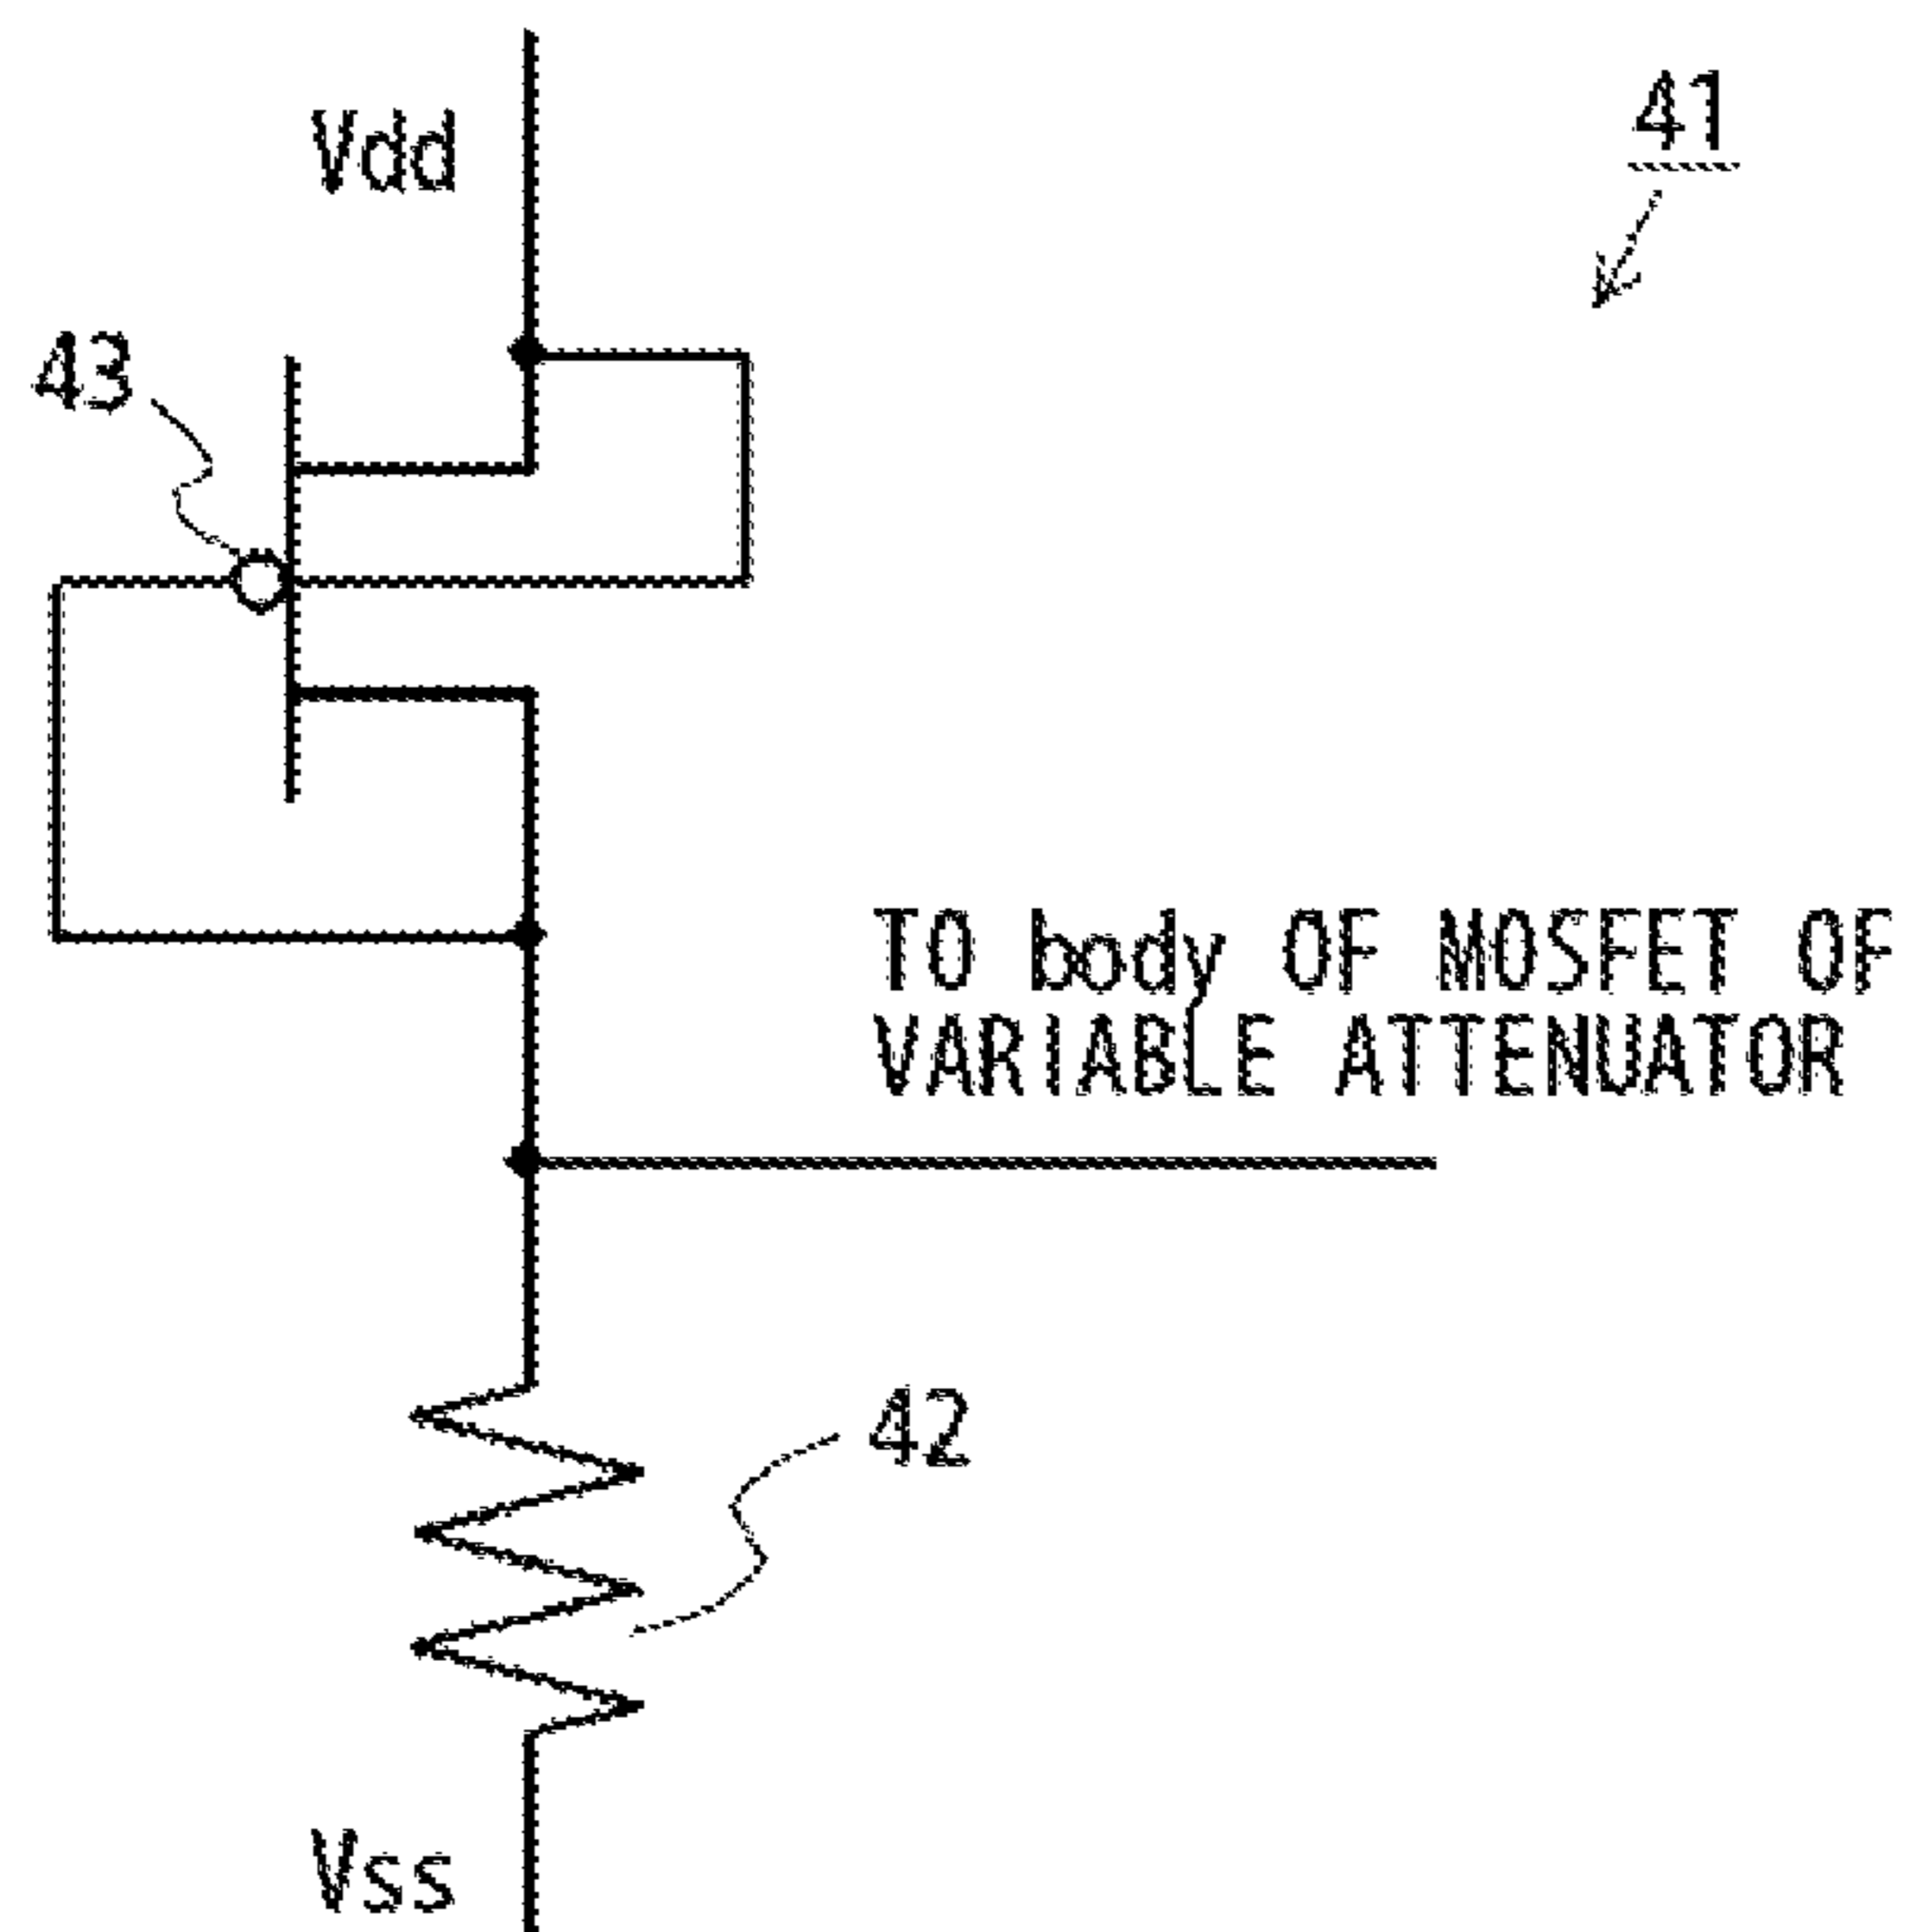 Vdd
41
43
TO body OF MOSFET OF
VARIABLE ATTENUATOR
42
Vss